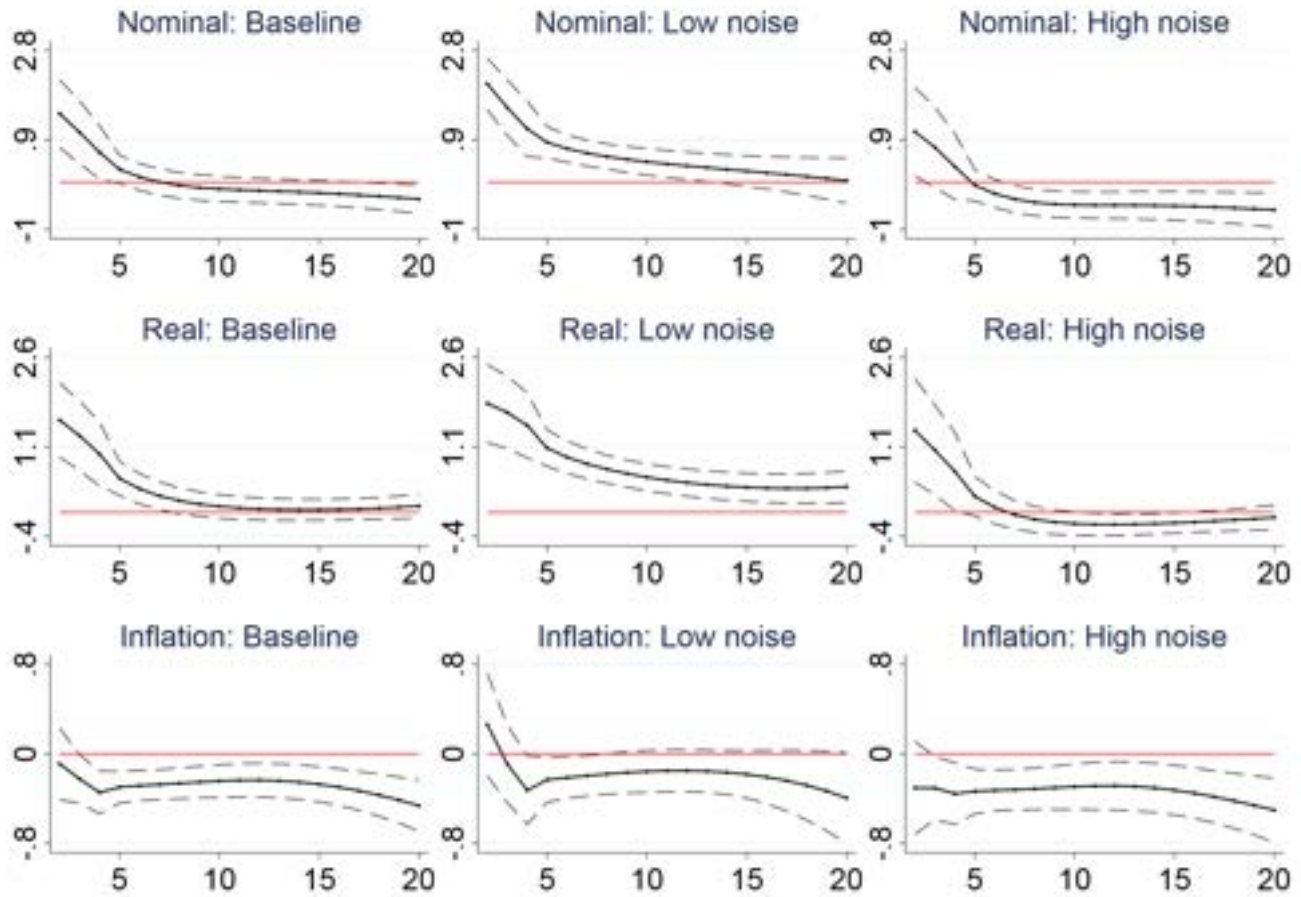 Nominal: Baseline
Nominal: Low noise
Nominal: High noise
2.8
.9
-1
5 10 15 20
2.8
.9
-1
5 10 15 20
2.8
.9
-1
5 10 15 20
Real: Baseline
Real: Low noise
Real: High noise
2.6
1.1
-.4
5 10 15 20
2.6
1.1
-.4
5 10 15 20
2.6
1.1
-.4
5 10 15 20
Inflation: Baseline
Inflation: Low noise
Inflation: High noise
.8
0
-.8
5 10 15 20
.8
0
-.8
5 10 15 20
.8
0
-.8
5 10 15 20